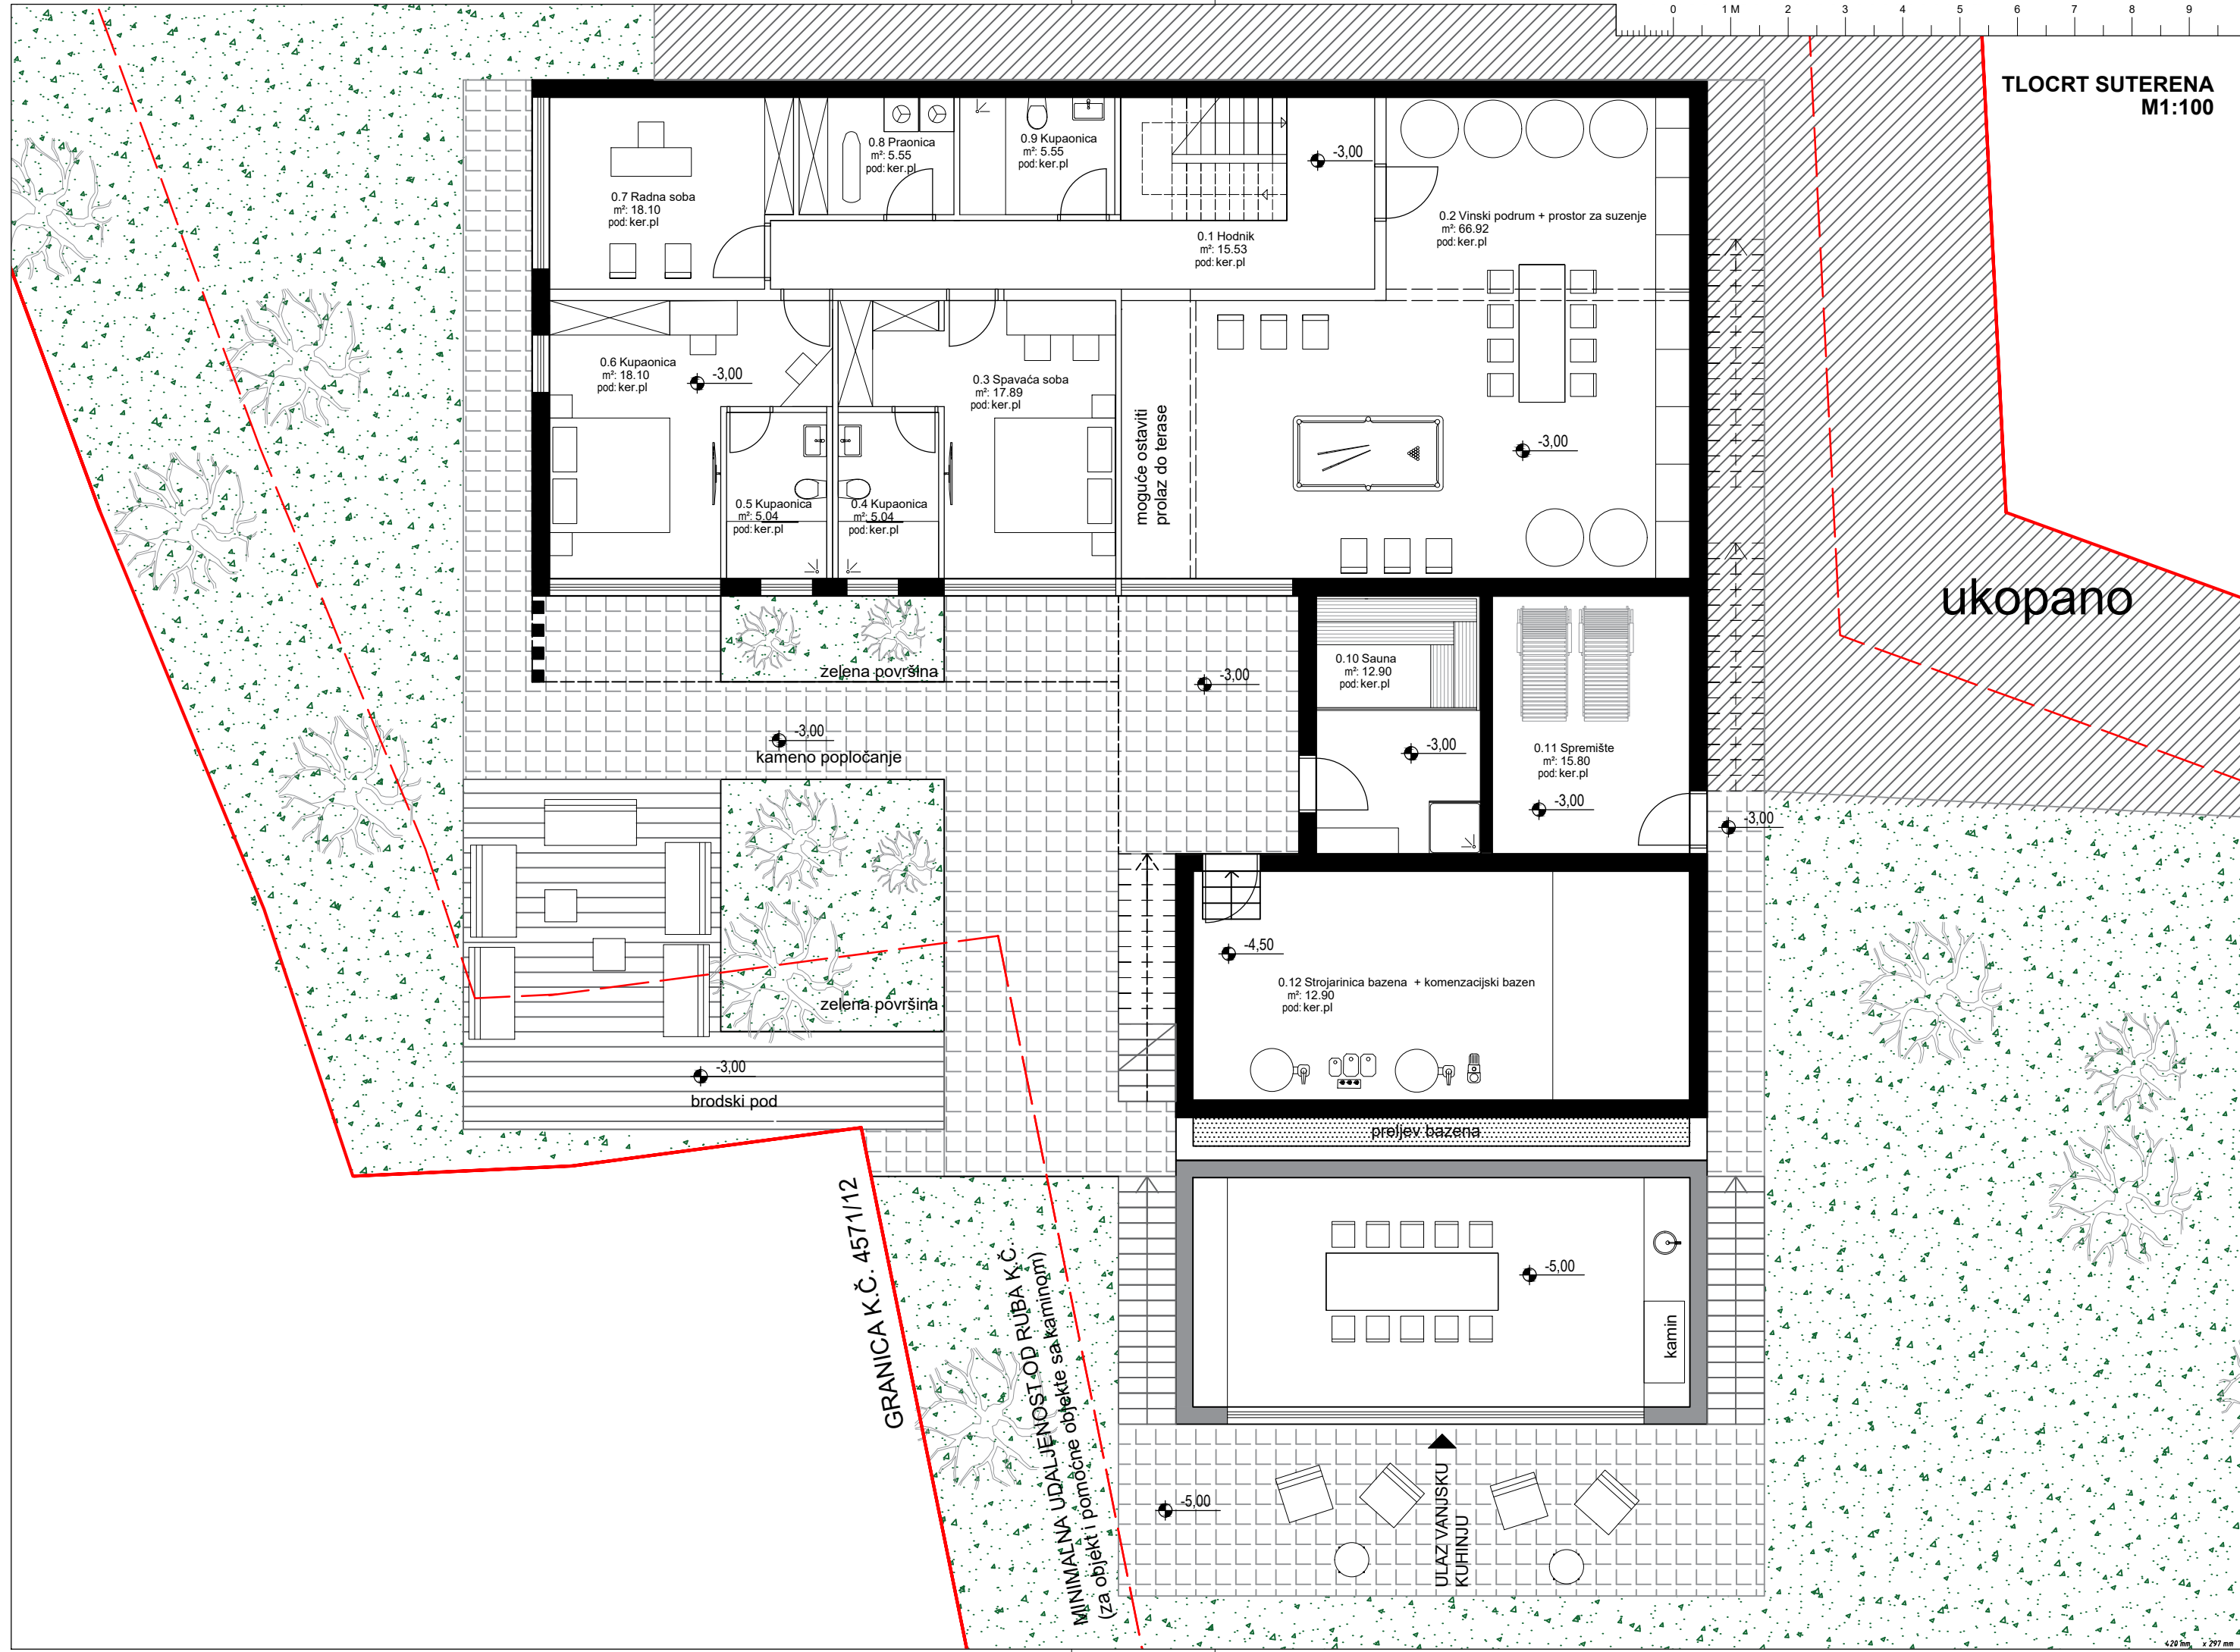 0 1 M 2 3 4 5 6 7 8 9
TLOCRT SUTERENA
M1:100
0.8 Praonica
m²: 5.55
pod: ker.pl
0.9 Kupaonica
m²: 5.55
pod: ker.pl
-3,00
0.7 Radna soba
m²: 18.10
pod: ker.pl
0.1 Hodnik
m²: 15.53
pod: ker.pl
0.2 Vinski podrum + prostor za suzenje
m²: 66.92
pod: ker.pl
0.6 Kupaonica
m²: 18.10
pod: ker.pl
-3,00
0.3 Spavaća soba
m²: 17.89
pod: ker.pl
moguće ostaviti
prolaz do terase
-3,00
0.5 Kupaonica
m²: 5.04
pod: ker.pl
0.4 Kupaonica
m²: 5.04
pod: ker.pl
ukopano
zelena površina
-3,00
0.10 Sauna
m²: 12.90
pod: ker.pl
-3,00
kameno popločanje
-3,00
0.11 Spremište
m²: 15.80
pod: ker.pl
-3,00
-3,00
-4,50
0.12 Strojarinica bazena + komenzacijski bazen
m²: 12.90
pod: ker.pl
zelena površina
-3,00
brodski pod
preljev bazena
GRANICA K.Č. 4571/12
MINIMALNA UDALJENOST OD RUBA K.Č.
(za objekt i pomoćne objekte sa kaminom)
-5,00
kamin
-5,00
ULAZ VANJSKU
KUHINJU
420 mm x 297 mm